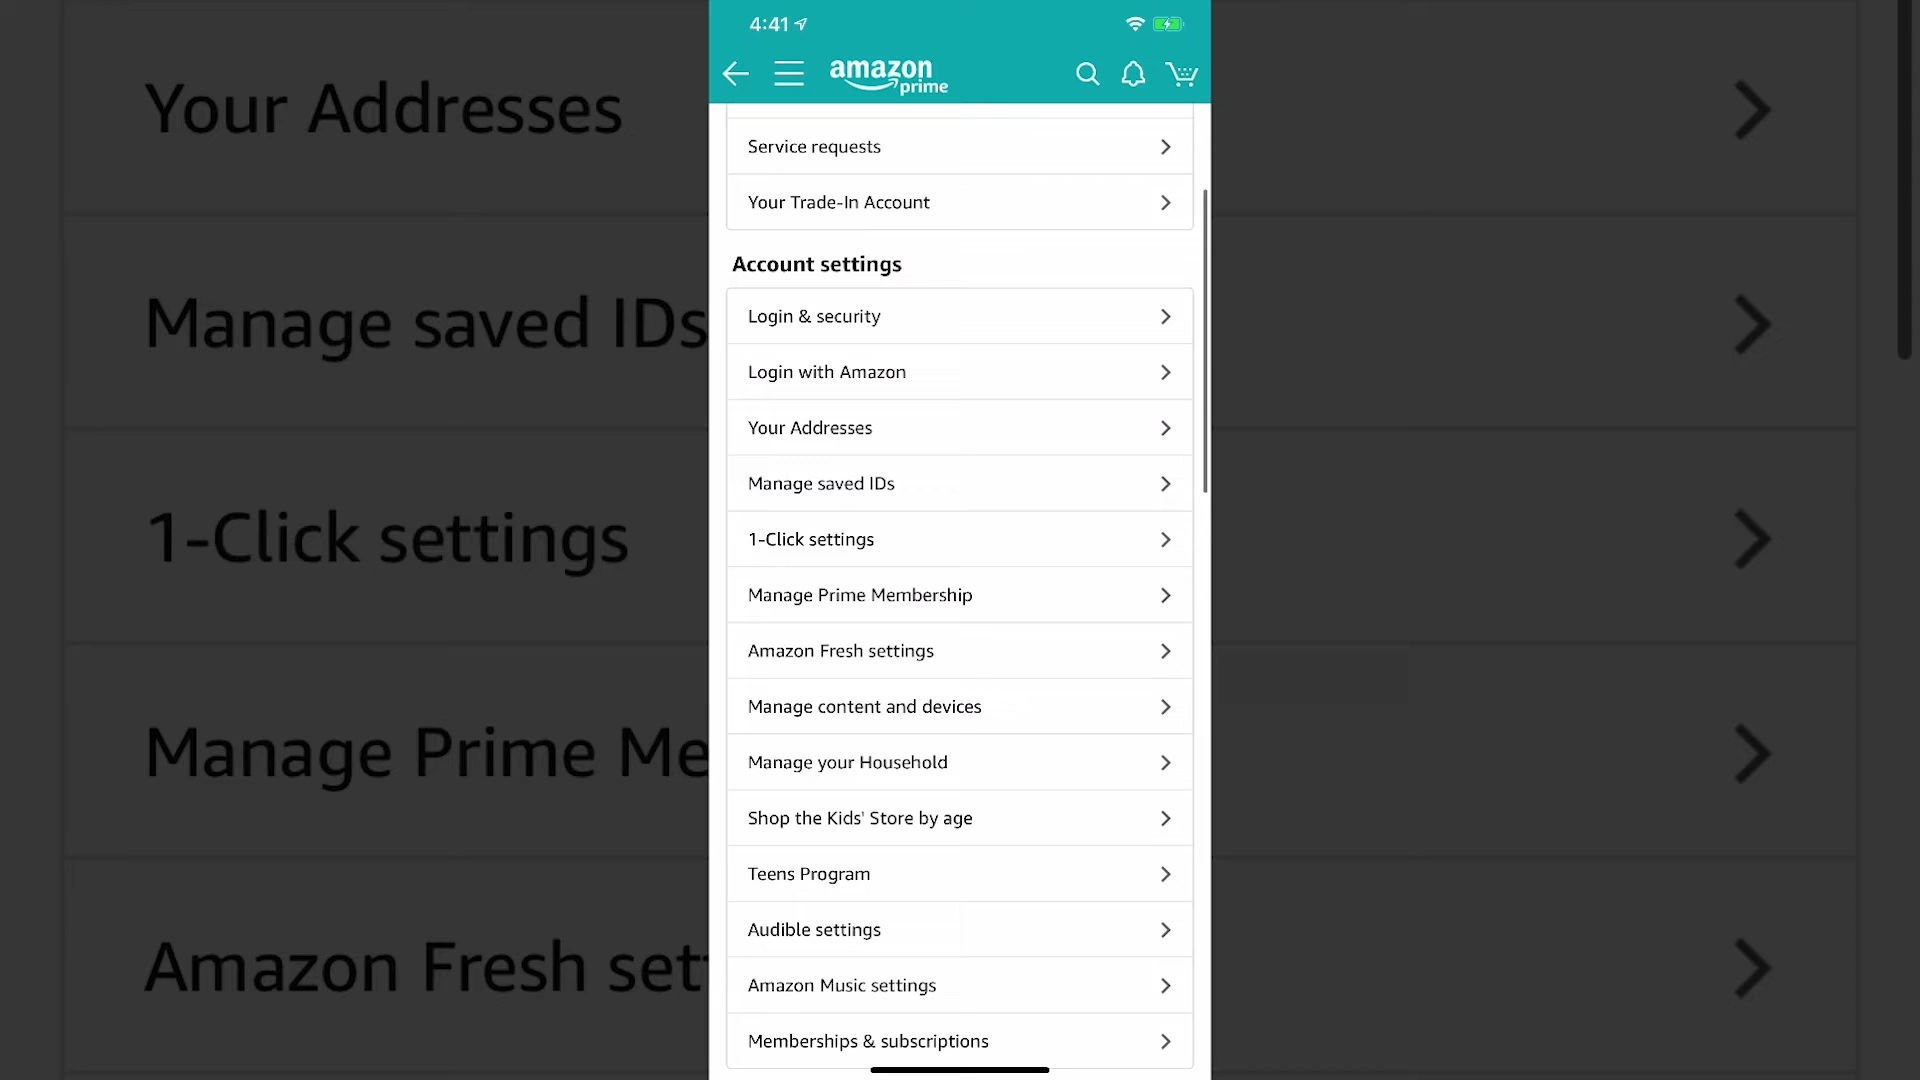 4:41
amazon
prime
Service requests
Your Trade-In Account
Account settings
Login & security
Login with Amazon
Your Addresses
Manage saved IDs
1-Click settings
Manage Prime Membership
Amazon Fresh settings
Manage content and devices
Manage your Household
Shop the Kids' Store by age
Teens Program
Audible settings
Amazon Music settings
Memberships & subscriptions
Your Addresses
Manage saved IDs
1-Click settings
Manage Prime Me
Amazon Fresh set